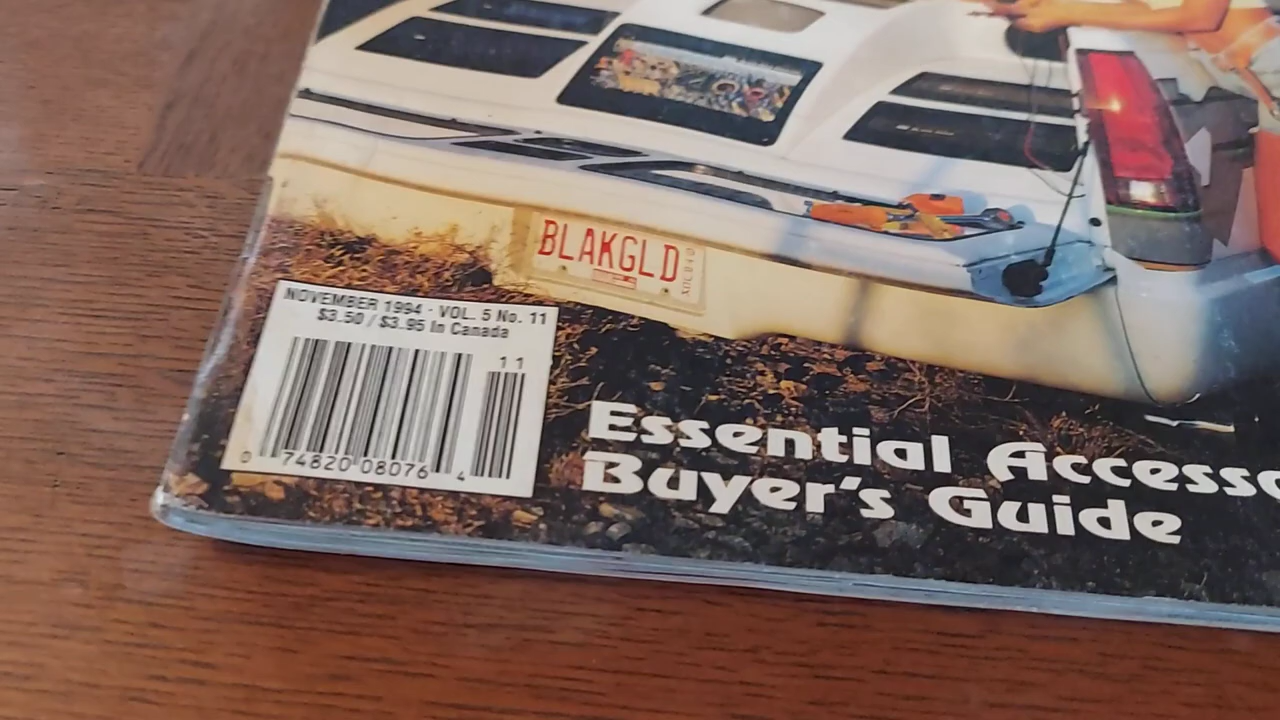 BLAKGLD
NOVEMBER 1994 - VOL. 5 No. 11
$3.50 / $3.95 In Canada
11
0 74820 08076 4
Essential
Buyer's Guide